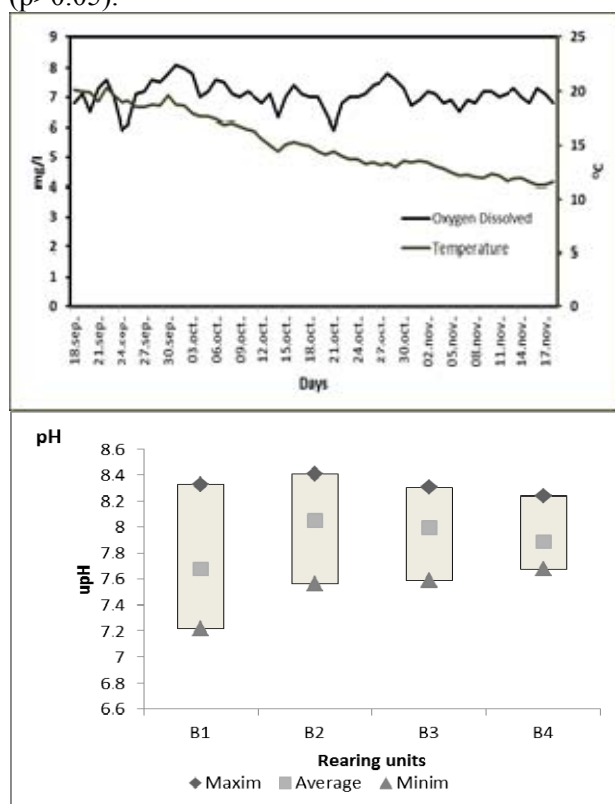 (p> 0.05).
9
8
7
6
5
4
3
2
1
0
mg/l
25
20
15
10
5
0
°C
Oxygen Dissolved
Temperature
18.sep.
21.sep.
24.sep.
27.sep.
30.sep.
03.oct.
06.oct.
09.oct.
12.oct.
15.oct.
18.oct.
21.oct.
24.oct.
27.oct.
30.oct.
02.nov.
05.nov.
08.nov.
11.nov.
14.nov.
17.nov.
Days
pH
8.6
8.4
8.2
8
7.8
7.6
7.4
7.2
7
6.8
6.6
upH
B1 B2 B3 B4
Rearing units
Maxim Average Minim